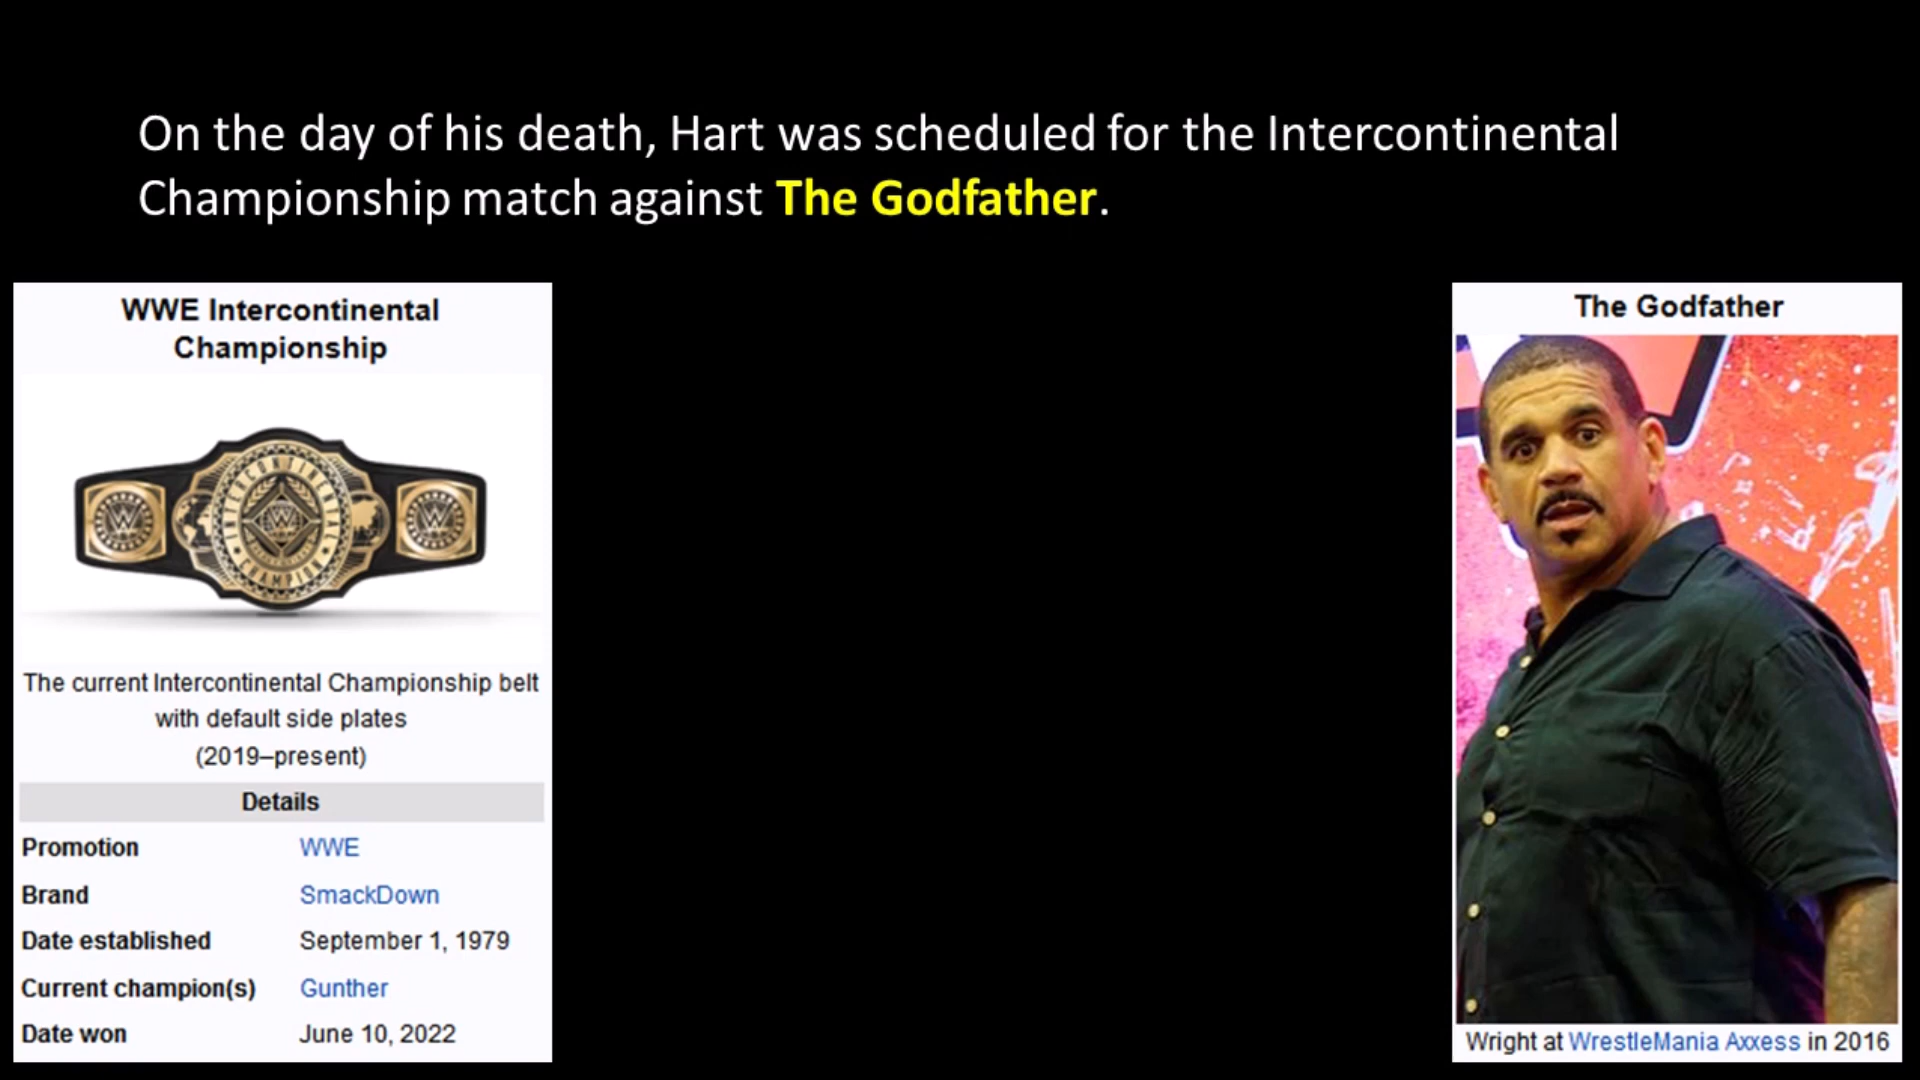 On the day of his death, Hart was scheduled for the Intercontinental
Championship match against The Godfather.
WWE Intercontinental
Championship
INTERCONTINENTAL
CHAMPION
The current Intercontinental Championship belt
with default side plates
(2019–present)
Details
Promotion WWE
Brand SmackDown
Date established September 1, 1979
Current champion(s) Gunther
Date won June 10, 2022
The Godfather
Wright at WrestleMania Axxess in 2016